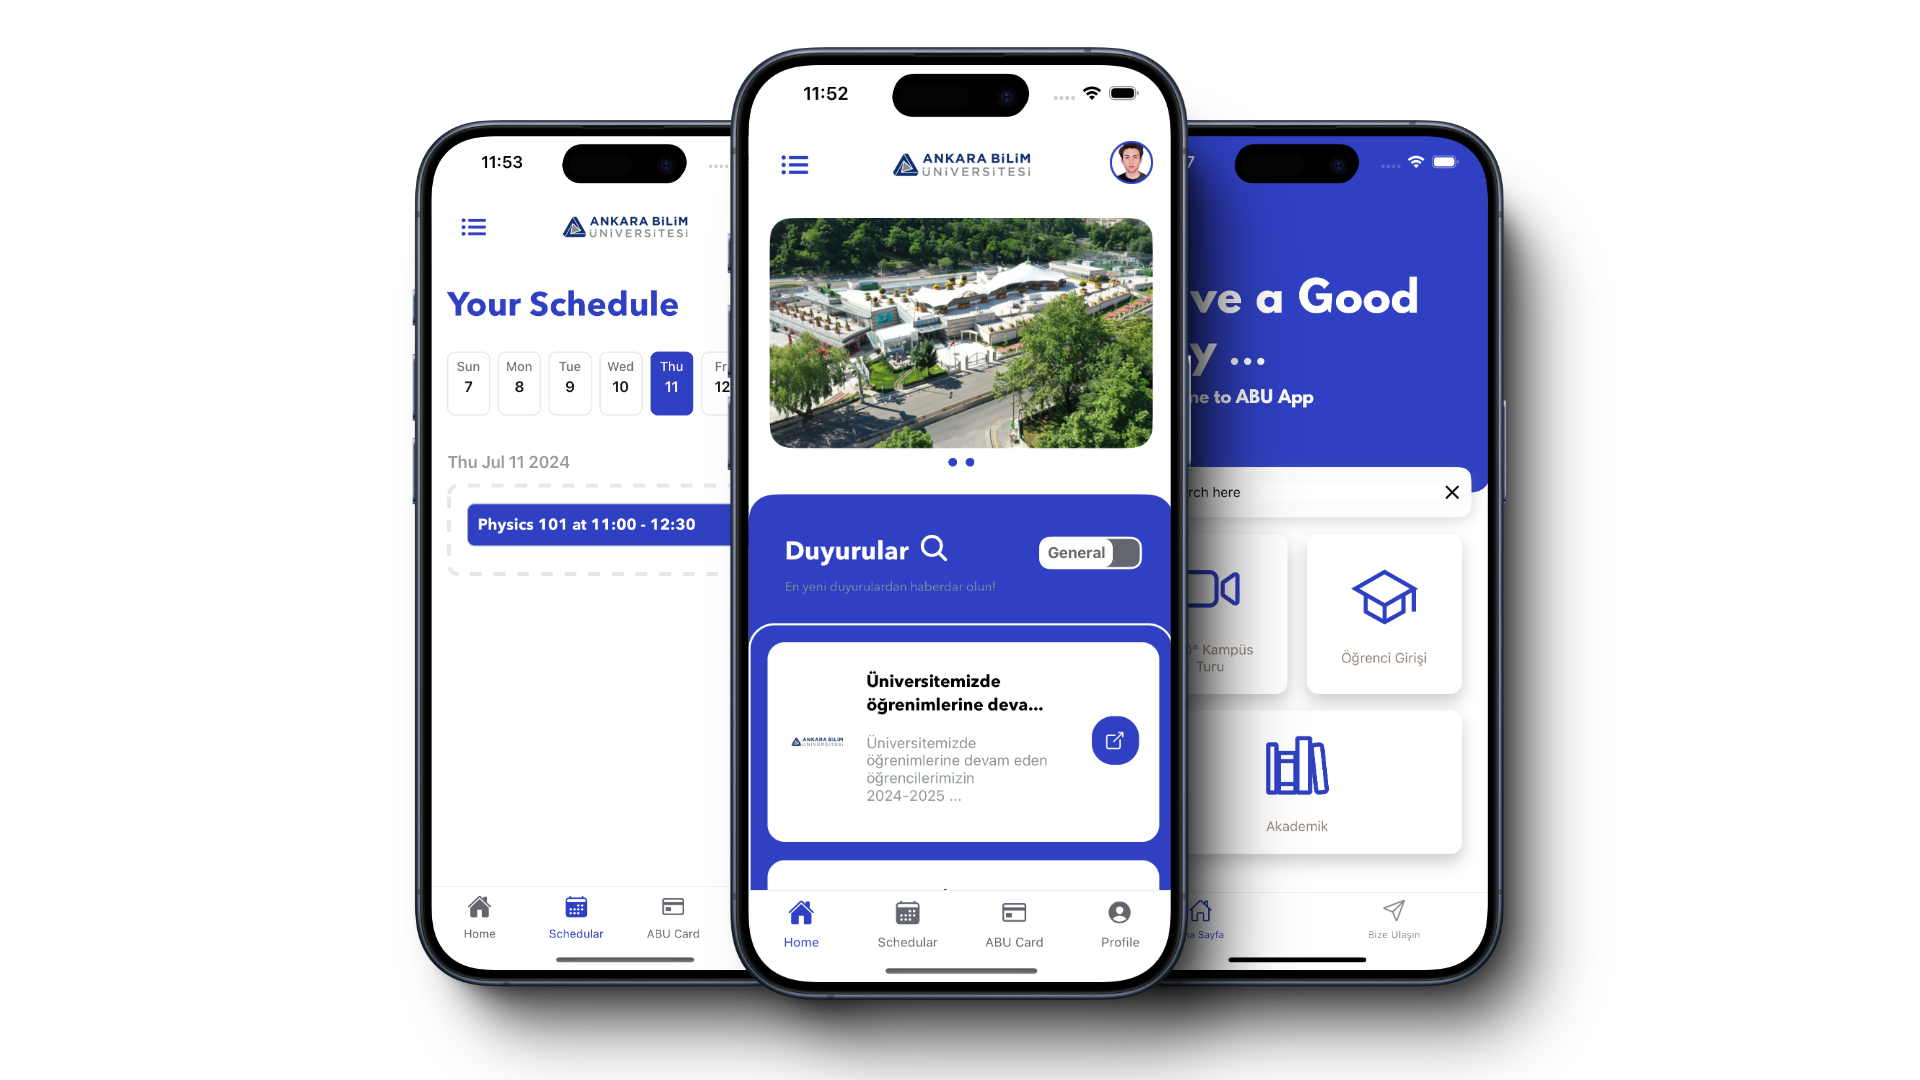 11:53
ANKARA BİLİM
ÜNİVERSİTESİ
Your Schedule
Sun Mon Tue Wed Thu Fr
7 8 9 10 11 12
Thu Jul 11 2024
Physics 101 at 11:00 - 12:30
Home Schedular ABU Card
11:52
ANKARA BİLİM
ÜNİVERSİTESİ
Duyurular
General
En yeni duyurulardan haberdar olun!
Üniversitemizde
öğrenimlerine deva...
ANKARA BİLİM
ÜNİVERSİTESİ
Üniversitemizde
öğrenimlerine devam eden
öğrencilerimizin
2024-2025 ...
Home Schedular ABU Card Profile
7
ve a Good
y ...
ne to ABU App
rch here
0° Kampüs
Turu
Öğrenci Girişi
Akademik
na Sayfa Bize Ulaşın